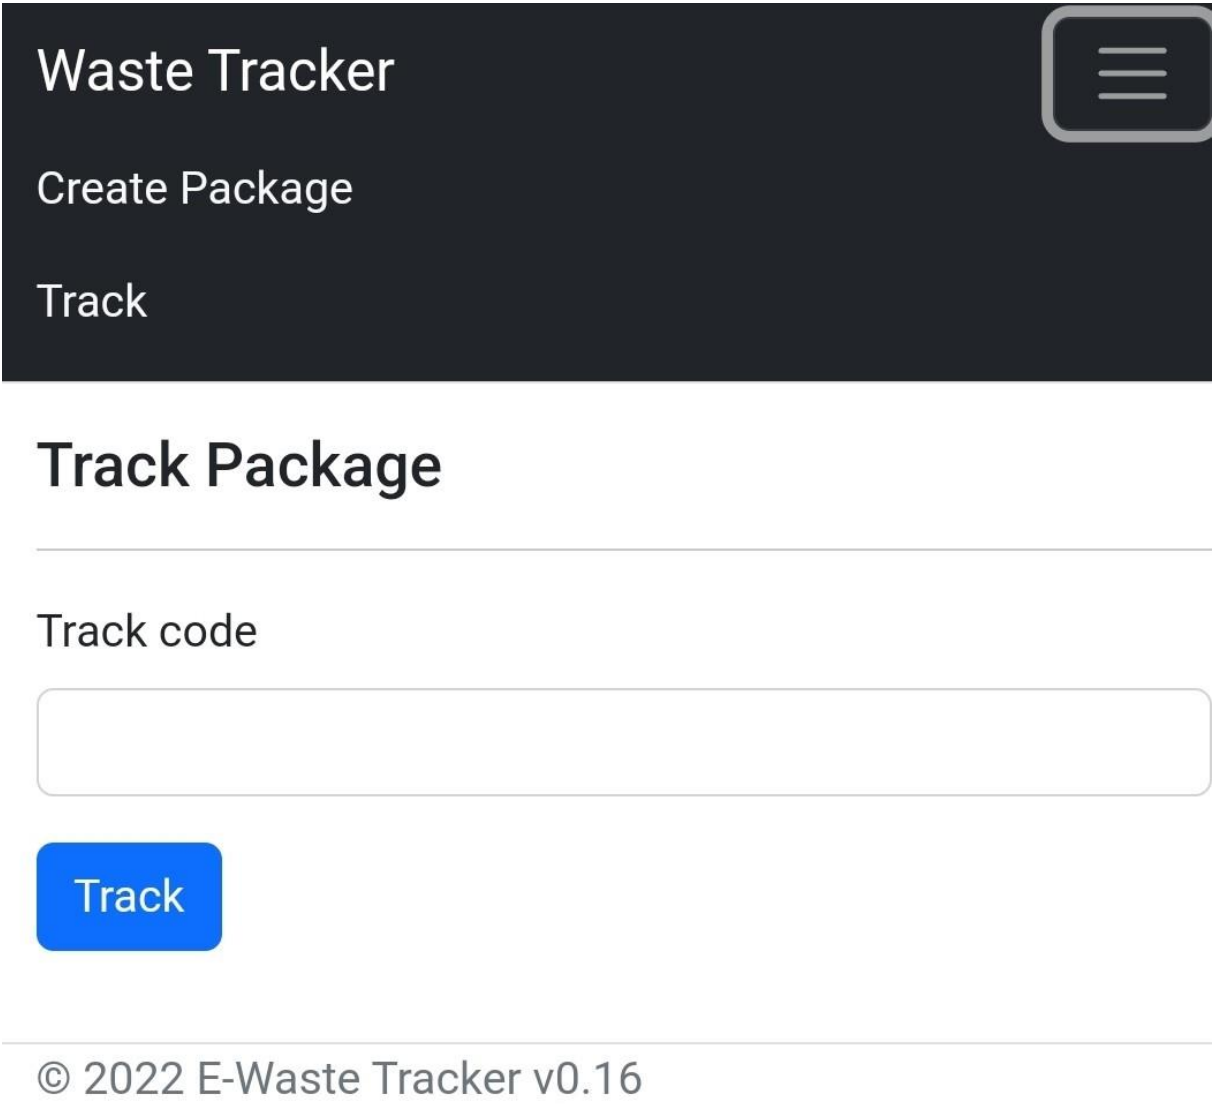 Waste Tracker
Create Package
Track
Track Package
Track code
Track
© 2022 E-Waste Tracker v0.16